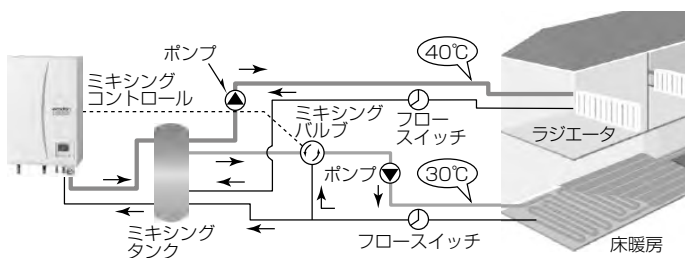 ポンプ
40℃
ミキシング
コントロール
ミキシング
バルブ
フロー
スイッチ
ラジエータ
ポンプ
30℃
ミキシング
タンク
フロースイッチ
床暖房